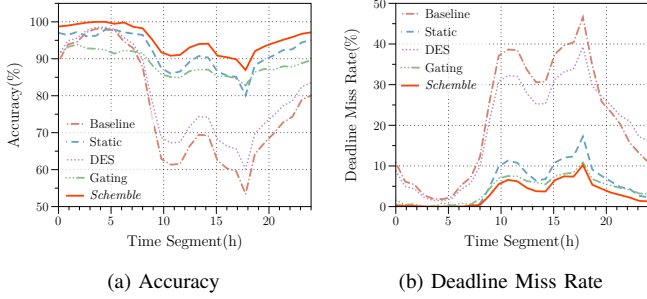 Accuracy(%)
100
90
80
70
60
50
Baseline
Static
DES
Gating
Schemble
0
5
10
15
20
Time Segment(h)
(a) Accuracy
Deadline Miss Rate(%)
50
40
30
20
10
0
Baseline
Static
DES
Gating
Schemble
0
5
10
15
20
Time Segment(h)
(b) Deadline Miss Rate